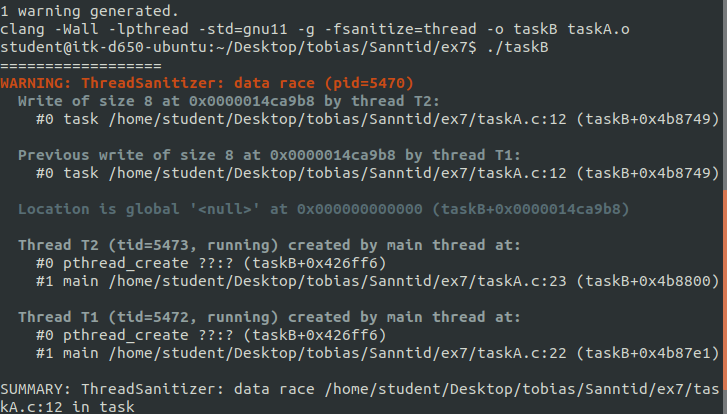 1 warning generated.
clang -Wall -lpthread -std=gnu11 -g -fsanitize=thread -o taskB taskA.o
student@itk-d650-ubuntu:~/Desktop/tobias/Sanntid/ex7$ ./taskB
==================
WARNING: ThreadSanitizer: data race (pid=5470)
  Write of size 8 at 0x0000014ca9b8 by thread T2:
    #0 task /home/student/Desktop/tobias/Sanntid/ex7/taskA.c:12 (taskB+0x4b8749)

  Previous write of size 8 at 0x0000014ca9b8 by thread T1:
    #0 task /home/student/Desktop/tobias/Sanntid/ex7/taskA.c:12 (taskB+0x4b8749)

  Location is global '<null>' at 0x000000000000 (taskB+0x0000014ca9b8)

  Thread T2 (tid=5473, running) created by main thread at:
    #0 pthread_create ??:? (taskB+0x426ff6)
    #1 main /home/student/Desktop/tobias/Sanntid/ex7/taskA.c:23 (taskB+0x4b8800)

  Thread T1 (tid=5472, running) created by main thread at:
    #0 pthread_create ??:? (taskB+0x426ff6)
    #1 main /home/student/Desktop/tobias/Sanntid/ex7/taskA.c:22 (taskB+0x4b87e1)

SUMMARY: ThreadSanitizer: data race /home/student/Desktop/tobias/Sanntid/ex7/tas
kA.c:12 in task